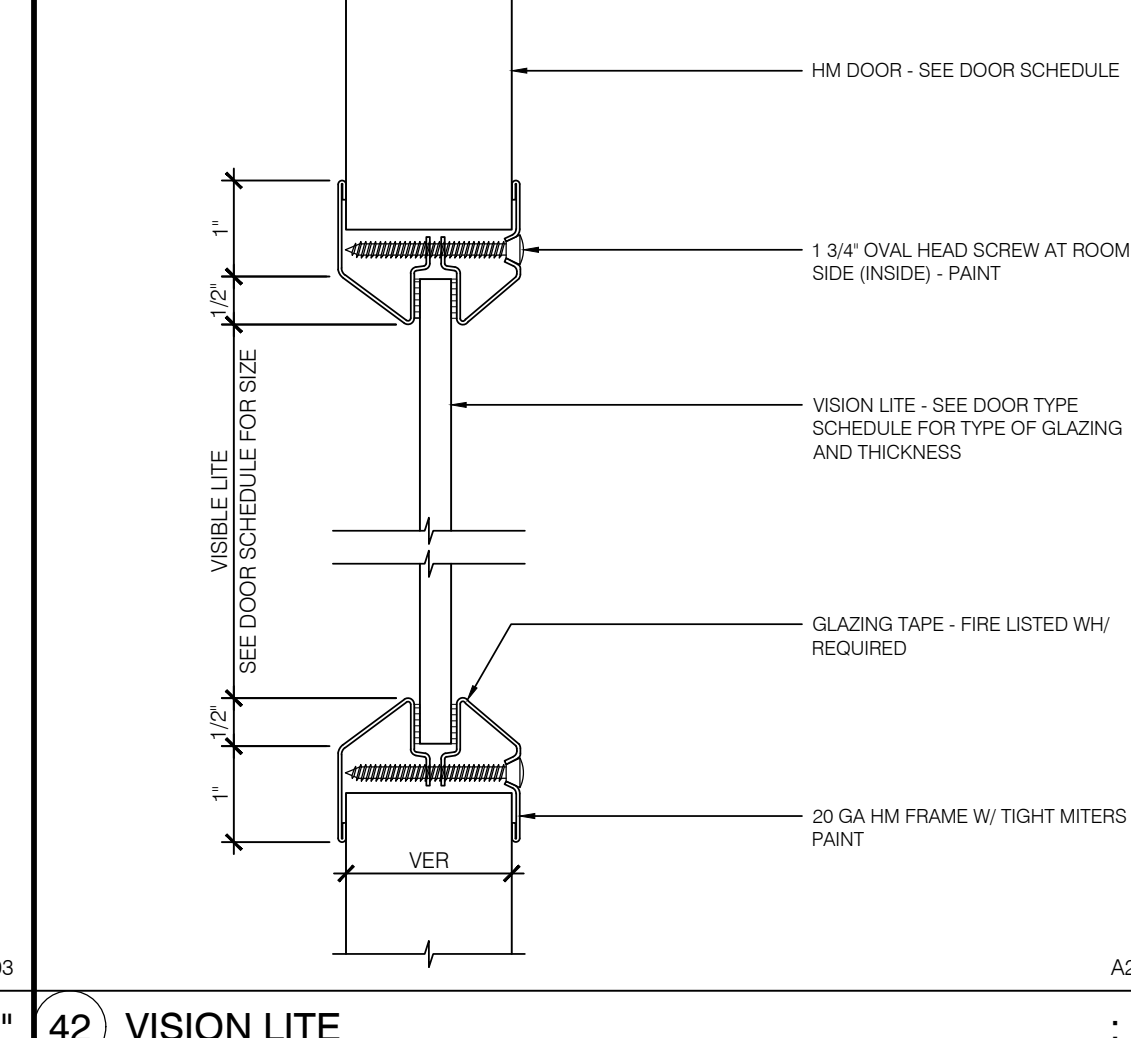 HM DOOR - SEE DOOR SCHEDULE
1"
1 3/4" OVAL HEAD SCREW AT ROOM
SIDE (INSIDE) - PAINT
1/2"
VISIBLE LITE
SEE DOOR SCHEDULE FOR SIZE
VISION LITE - SEE DOOR TYPE
SCHEDULE FOR TYPE OF GLAZING
AND THICKNESS
GLAZING TAPE - FIRE LISTED WH/
REQUIRED
1/2"
1"
20 GA HM FRAME W/ TIGHT MITERS
PAINT
VER
42 VISION LITE